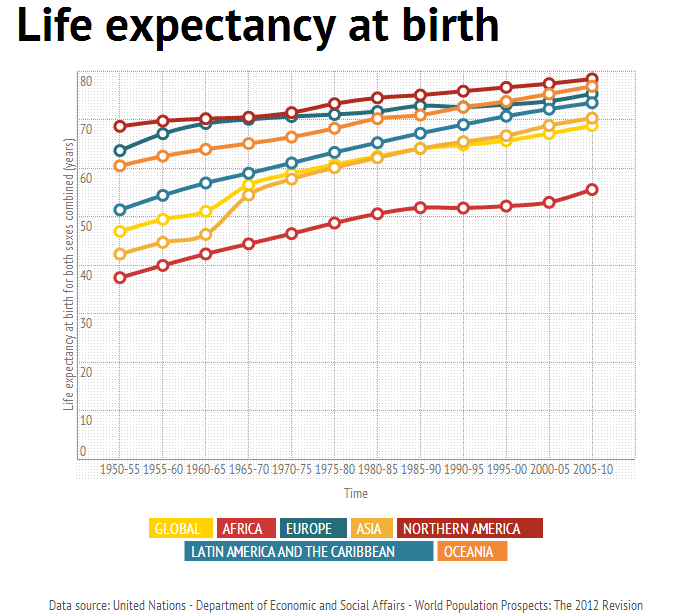 Life expectancy at birth
Life expectancy at birth for both sexes combined (years)
80
70
60
50
40
30
20
10
0
1950-55 1955-60 1960-65 1965-70 1970-75 1975-80 1980-85 1985-90 1990-95 1995-00 2000-05 2005-10
Time
GLOBAL AFRICA EUROPE ASIA NORTHERN AMERICA
LATIN AMERICA AND THE CARIBBEAN OCEANIA
Data source: United Nations - Department of Economic and Social Affairs - World Population Prospects: The 2012 Revision